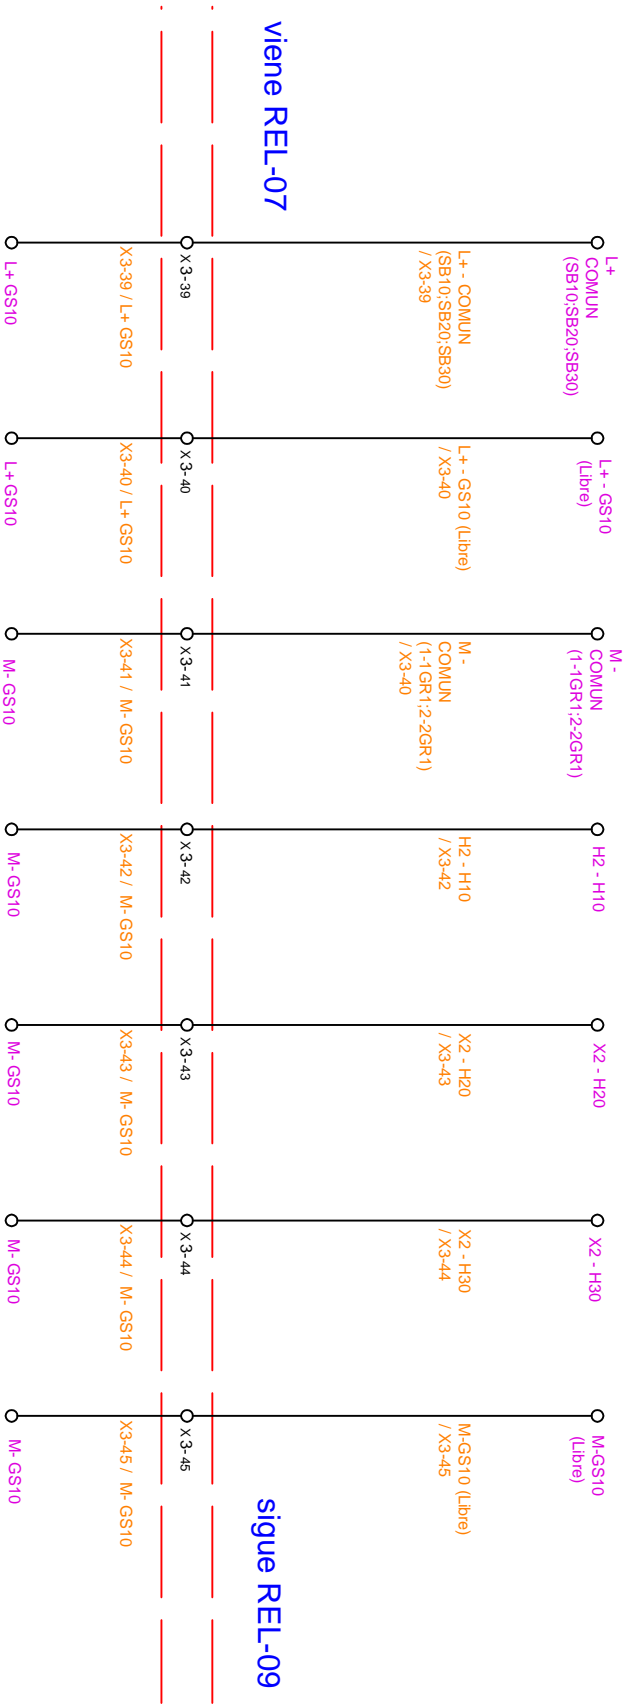 viene REL-07
sigue REL-09
L+
COMUN
(SB10;SB20;SB30)
L+ - COMUN
(SB10;SB20;SB30)
/ X3-39
X3-39
X3-39 / L+ GS10
L+ GS10
L+ - GS10
(Libre)
L+ - GS10 (Libre)
/ X3-40
X3-40
X3-40 / L+ GS10
L+ GS10
M -
COMUN
(1-1GR1;2-2GR1)
M -
COMUN
(1-1GR1;2-2GR1)
/ X3-40
X3-41
X3-41 / M- GS10
M- GS10
H2 - H10
H2 - H10
/ X3-42
X3-42
X3-42 / M- GS10
M- GS10
X2 - H20
X2 - H20
/ X3-43
X3-43
X3-43 / M- GS10
M- GS10
X2 - H30
X2 - H30
/ X3-44
X3-44
X3-44 / M- GS10
M- GS10
M-GS10
(Libre)
M-GS10 (Libre)
/ X3-45
X3-45
X3-45 / M- GS10
M- GS10